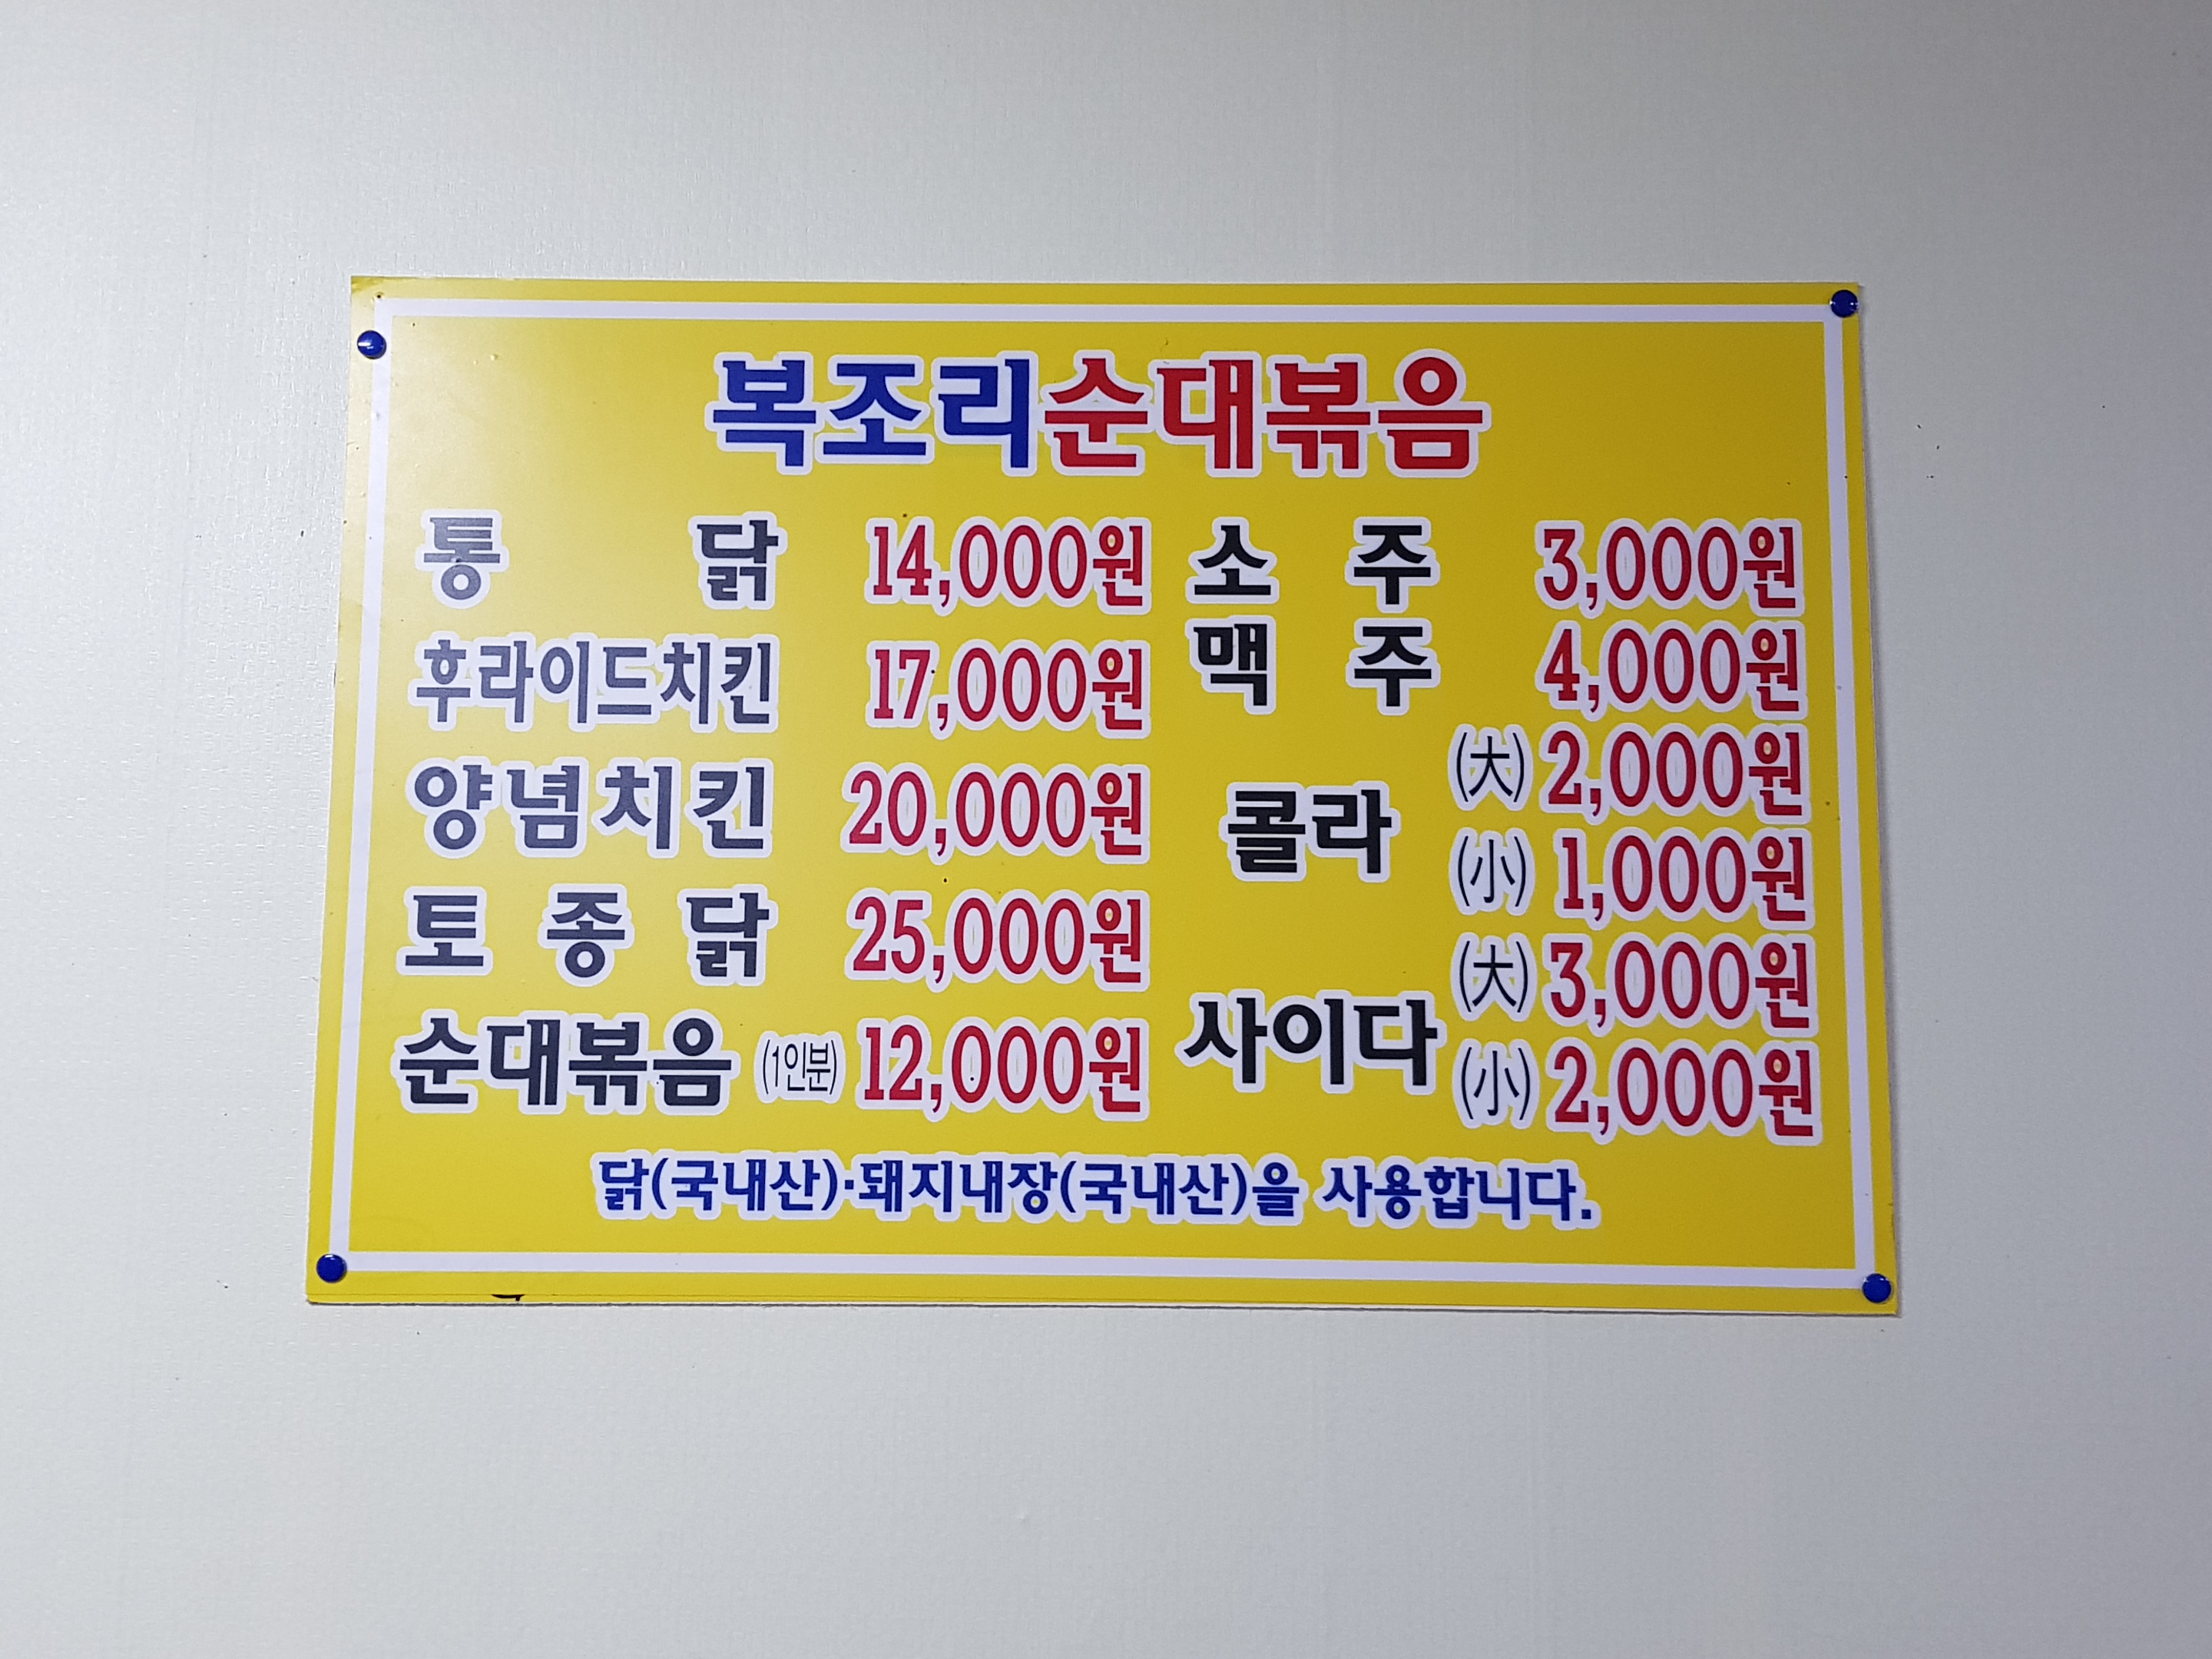 복조리순대볶음
통 닭 14,000원
후라이드치킨 17,000원
양념치킨 20,000원
토종닭 25,000원
순대볶음 (1인분) 12,000원
소주 3,000원
맥주 4,000원
콜라 (大) 2,000원
(小) 1,000원
사이다 (大) 3,000원
(小) 2,000원
닭(국내산)·돼지내장(국내산)을 사용합니다.